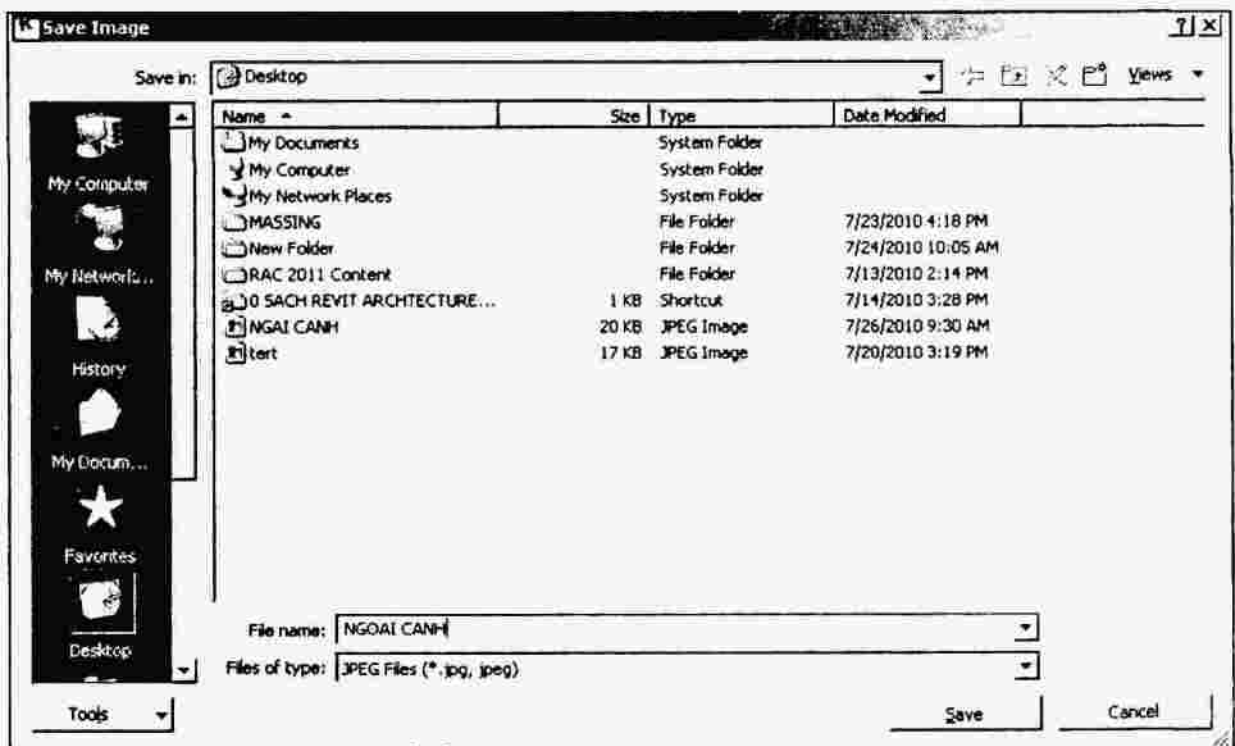 Save Image
Save in: Desktop Views
Name Size Type Date Modified
My Documents System Folder
My Computer System Folder
My Network Places System Folder
MASSING File Folder 7/23/2010 4:18 PM
New Folder File Folder 7/24/2010 10:05 AM
RAC 2011 Content File Folder 7/13/2010 2:14 PM
0 SACH REVIT ARCHTECTURE... 1 KB Shortcut 7/14/2010 3:28 PM
NGAI CANH 20 KB JPEG Image 7/26/2010 9:30 AM
tert 17 KB JPEG Image 7/20/2010 3:19 PM
My Computer
My Network...
History
My Docum...
Favorites
Desktop
File name: NGOAI CANH
Files of type: JPEG Files (*.jpg, jpeg)
Tools Save Cancel